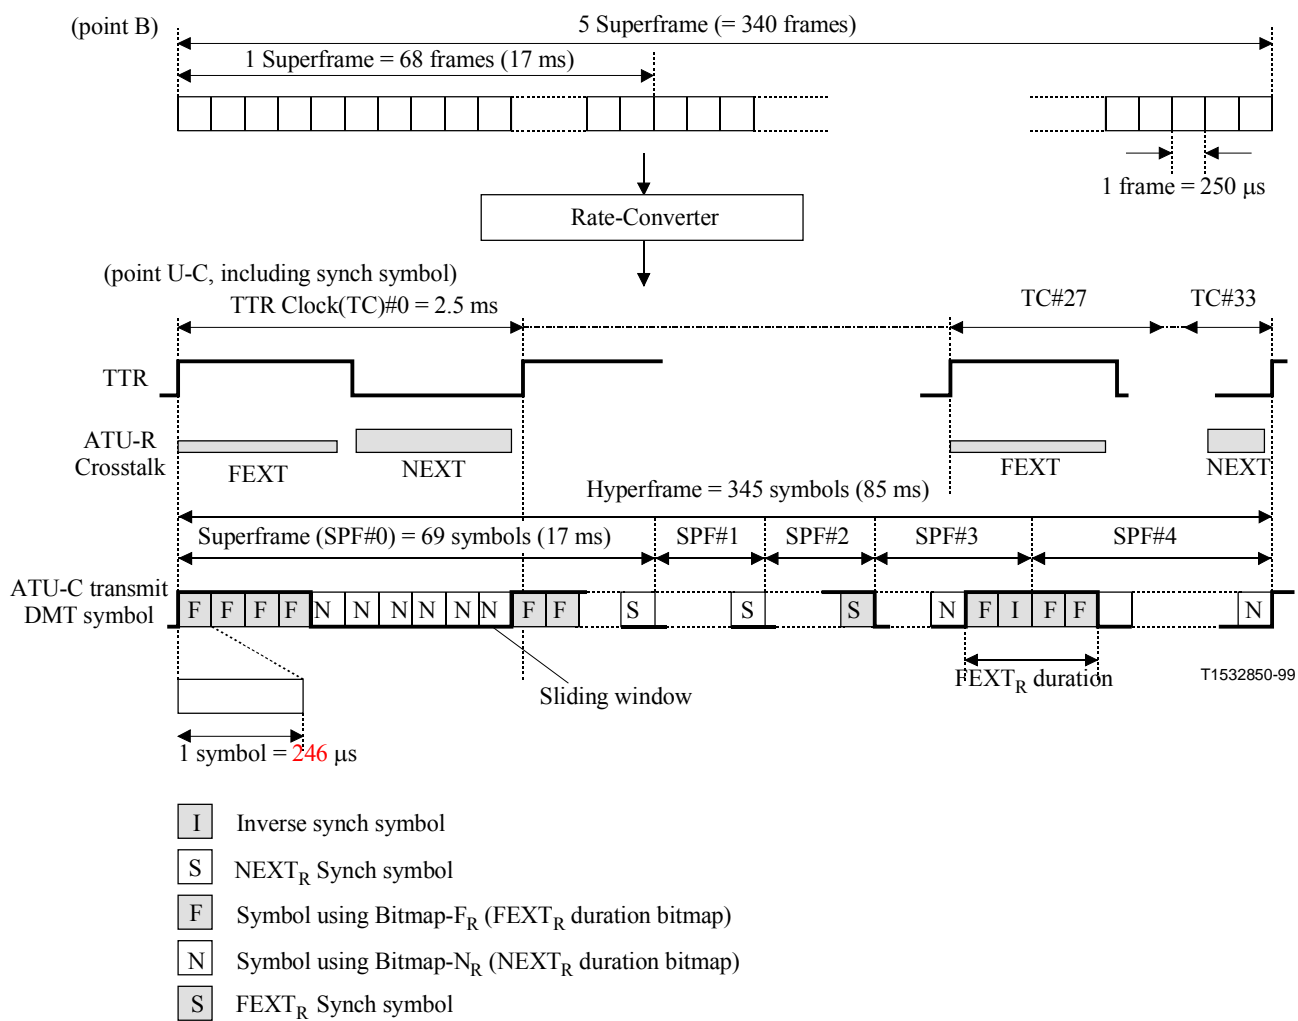 (point B)
5 Superframe (= 340 frames)
1 Superframe = 68 frames (17 ms)
1 frame = 250 μs
Rate-Converter
(point U-C, including synch symbol)
TTR Clock(TC)#0 = 2.5 ms
TC#27
TC#33
TTR
ATU-R
Crosstalk
FEXT
NEXT
FEXT
NEXT
Hyperframe = 345 symbols (85 ms)
Superframe (SPF#0) = 69 symbols (17 ms)
SPF#1
SPF#2
SPF#3
SPF#4
ATU-C transmit
DMT symbol
F F F F N N N N N N F F S S S N F I F F N
Sliding window
FEXTR duration
T1532850-99
1 symbol = 246 μs
I Inverse synch symbol
S NEXTR Synch symbol
F Symbol using Bitmap-FR (FEXTR duration bitmap)
N Symbol using Bitmap-NR (NEXTR duration bitmap)
S FEXTR Synch symbol